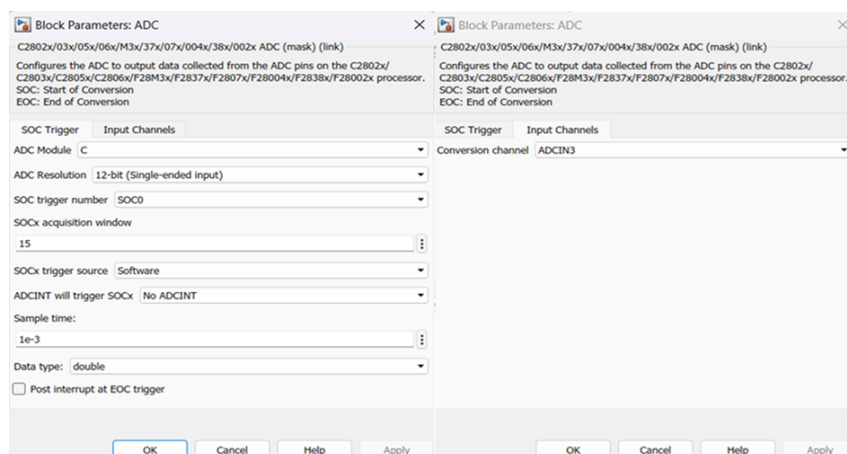 Block Parameters: ADC
C2802x/03x/05x/06x/M3x/37x/07x/004x/38x/002x ADC (mask) (link)
Configures the ADC to output data collected from the ADC pins on the C2802x/
C2803x/C2805x/C2806x/F28M3x/F2837x/F2807x/F28004x/F2838x/F28002x processor.
SOC: Start of Conversion
EOC: End of Conversion
SOC Trigger Input Channels
ADC Module C
ADC Resolution 12-bit (Single-ended input)
SOC trigger number SOC0
SOCx acquisition window
15
SOCx trigger source Software
ADCINT will trigger SOCx No ADCINT
Sample time:
1e-3
Data type: double
Post interrupt at EOC trigger
OK Cancel Help Apply
Block Parameters: ADC
C2802x/03x/05x/06x/M3x/37x/07x/004x/38x/002x ADC (mask) (link)
Configures the ADC to output data collected from the ADC pins on the C2802x/
C2803x/C2805x/C2806x/F28M3x/F2837x/F2807x/F28004x/F2838x/F28002x processor.
SOC: Start of Conversion
EOC: End of Conversion
SOC Trigger Input Channels
Conversion channel ADCIN3
OK Cancel Help Apply